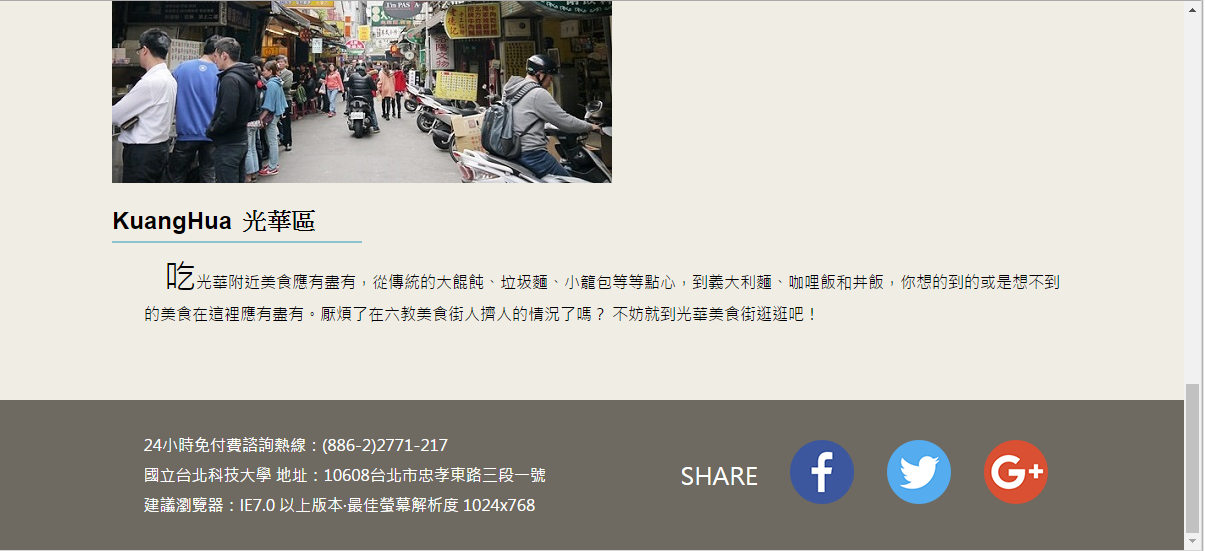 I'm PAS
文物
KuangHua 光華區
吃光華附近美食應有盡有，從傳統的大餛飩、垃圾麵、小籠包等等點心，到義大利麵、咖哩飯和丼飯，你想的到的或是想不到
的美食在這裡應有盡有。厭煩了在六教美食街人擠人的情況了嗎？ 不妨就到光華美食街逛逛吧！
24小時免付費諮詢熱線：(886-2)2771-217
國立台北科技大學 地址：10608台北市忠孝東路三段一號
建議瀏覽器：IE7.0 以上版本‧最佳螢幕解析度 1024x768
SHARE
f
G+